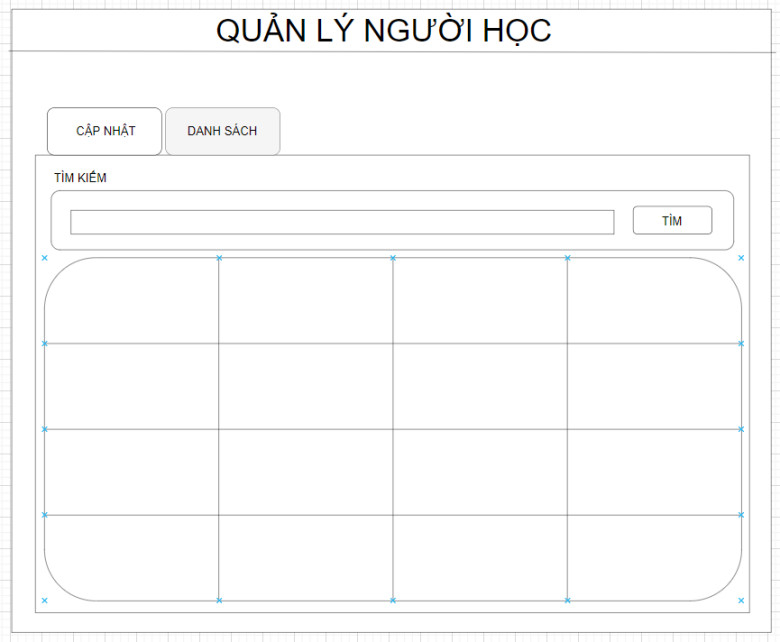 QUẢN LÝ NGƯỜI HỌC
CẬP NHẬT
DANH SÁCH
TÌM KIẾM
TÌM